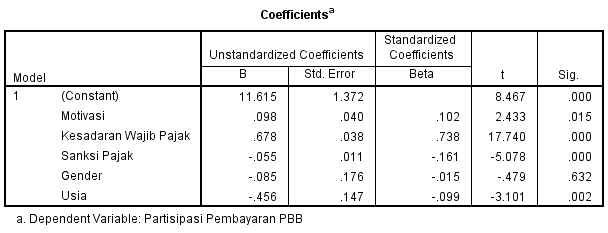 Coefficientsª
Unstandardized Coefficients Standardized Coefficients
Model B Std. Error Beta t Sig.
1 (Constant) 11.615 1.372 8.467 .000
Motivasi .098 .040 .102 2.433 .015
Kesadaran Wajib Pajak .678 .038 .738 17.740 .000
Sanksi Pajak -.055 .011 -.161 -5.078 .000
Gender -.085 .176 -.015 -.479 .632
Usia -.456 .147 -.099 -3.101 .002
a. Dependent Variable: Partisipasi Pembayaran PBB